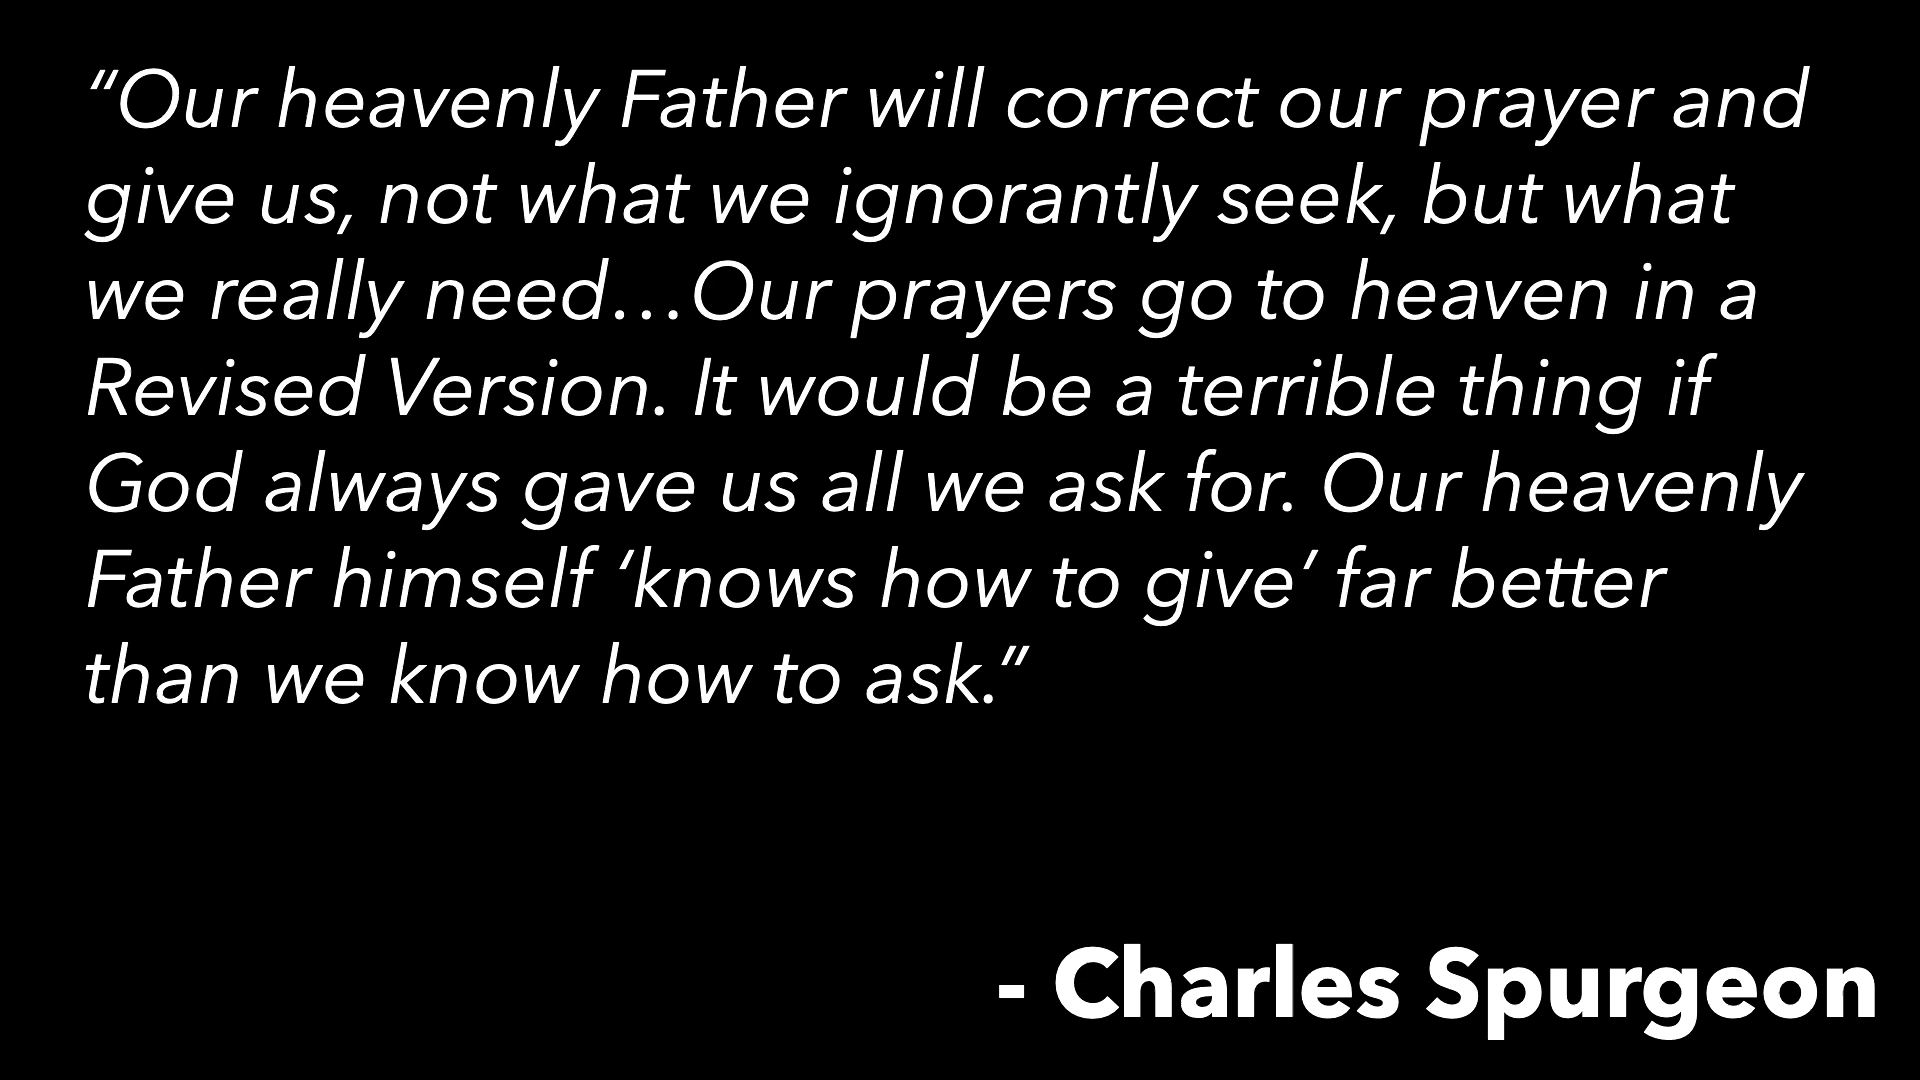 “Our heavenly Father will correct our prayer and
give us, not what we ignorantly seek, but what
we really need…Our prayers go to heaven in a
Revised Version. It would be a terrible thing if
God always gave us all we ask for. Our heavenly
Father himself ‘knows how to give’ far better
than we know how to ask.”
- Charles Spurgeon